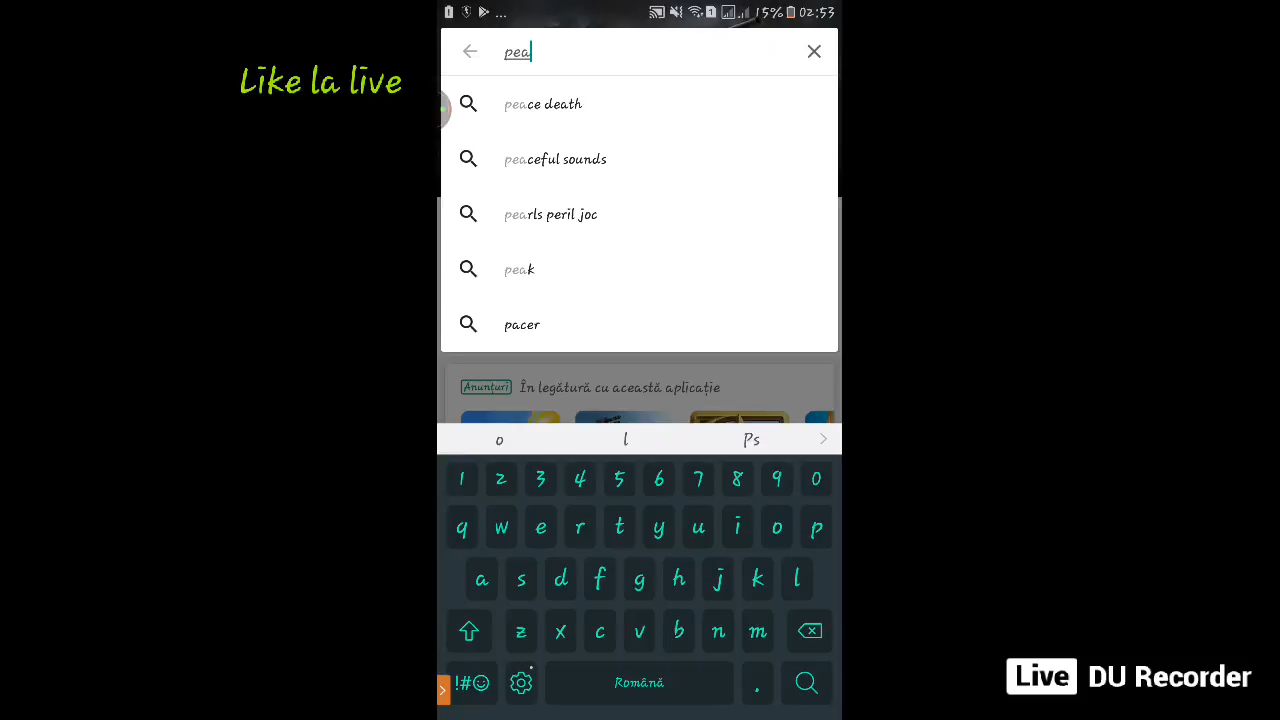 Like la live
... 1 15% 02:53
pea
peace death
peaceful sounds
pearls peril joc
peak
pacer
Anunțuri În legătură cu această aplicație
o l Ps
1 2 3 4 5 6 7 8 9 0
q w e r t y u i o p
a s d f g h j k l
z x c v b n m
!#☺ Română .
Live DU Recorder